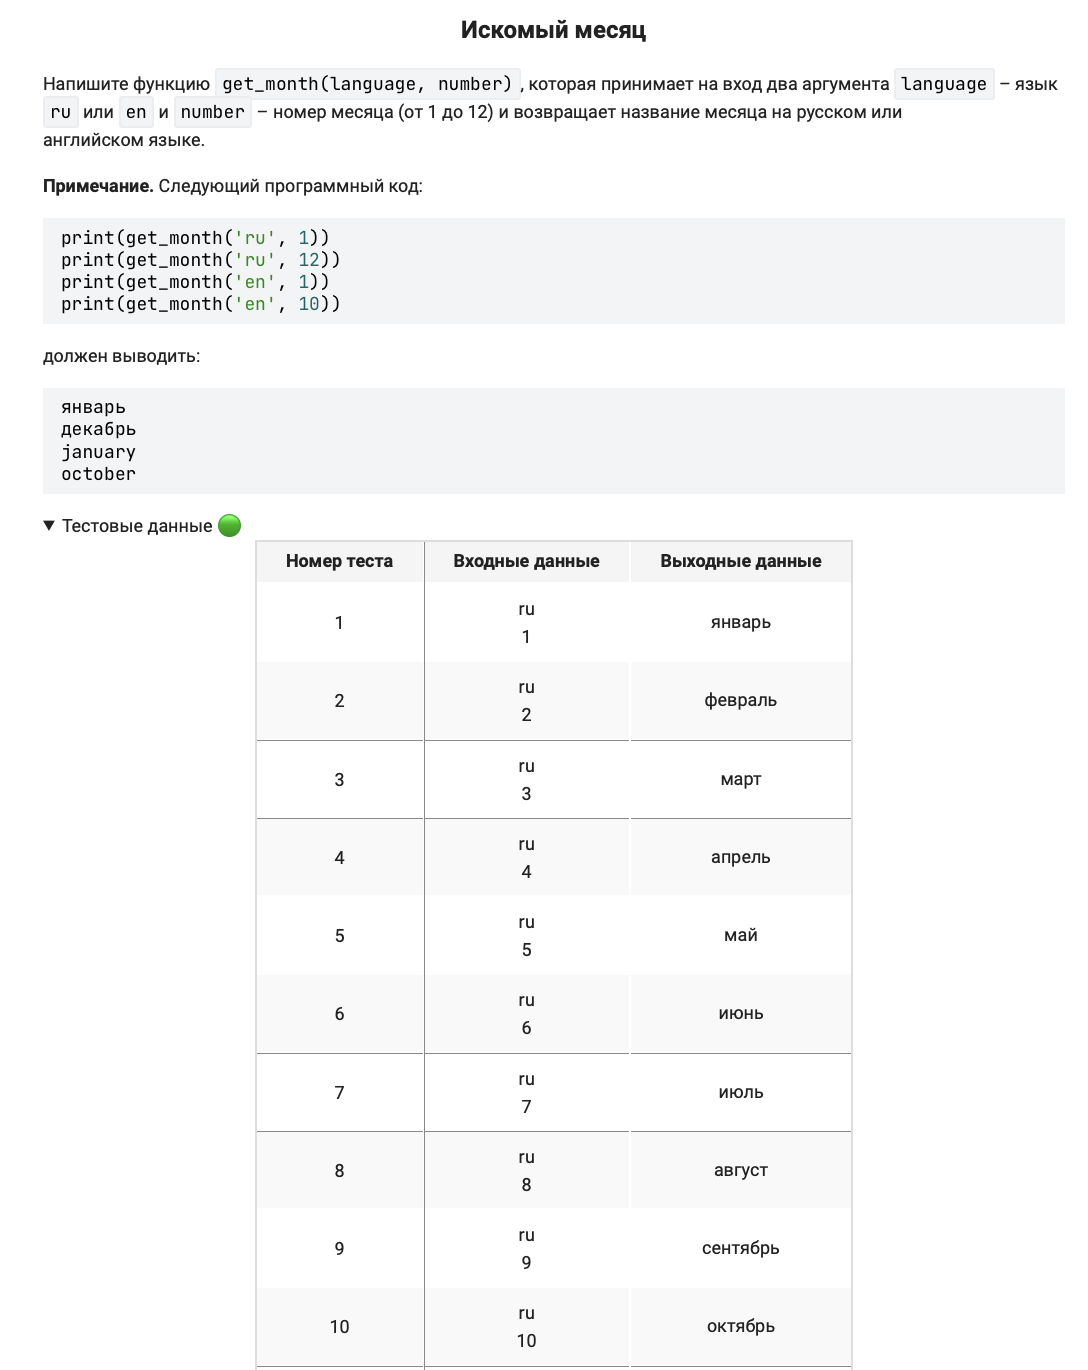 Искомый месяц
Напишите функцию get_month(language, number) , которая принимает на вход два аргумента language – язык
ru или en и number – номер месяца (от 1 до 12) и возвращает название месяца на русском или
английском языке.
Примечание. Следующий программный код:
print(get_month('ru', 1))
print(get_month('ru', 12))
print(get_month('en', 1))
print(get_month('en', 10))
должен выводить:
январь
декабрь
january
october
▼ Тестовые данные
Номер теста Входные данные Выходные данные
1 ru 1 январь
2 ru 2 февраль
3 ru 3 март
4 ru 4 апрель
5 ru 5 май
6 ru 6 июнь
7 ru 7 июль
8 ru 8 август
9 ru 9 сентябрь
10 ru 10 октябрь